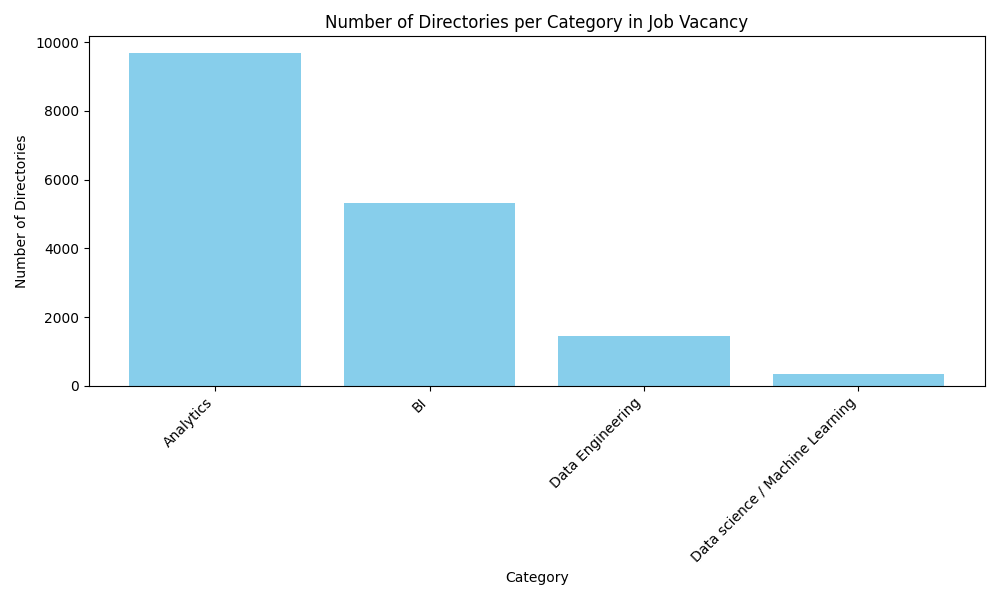 Number of Directories per Category in Job Vacancy
Number of Directories
10000
8000
6000
4000
2000
0
Analytics
BI
Data Engineering
Data science / Machine Learning
Category